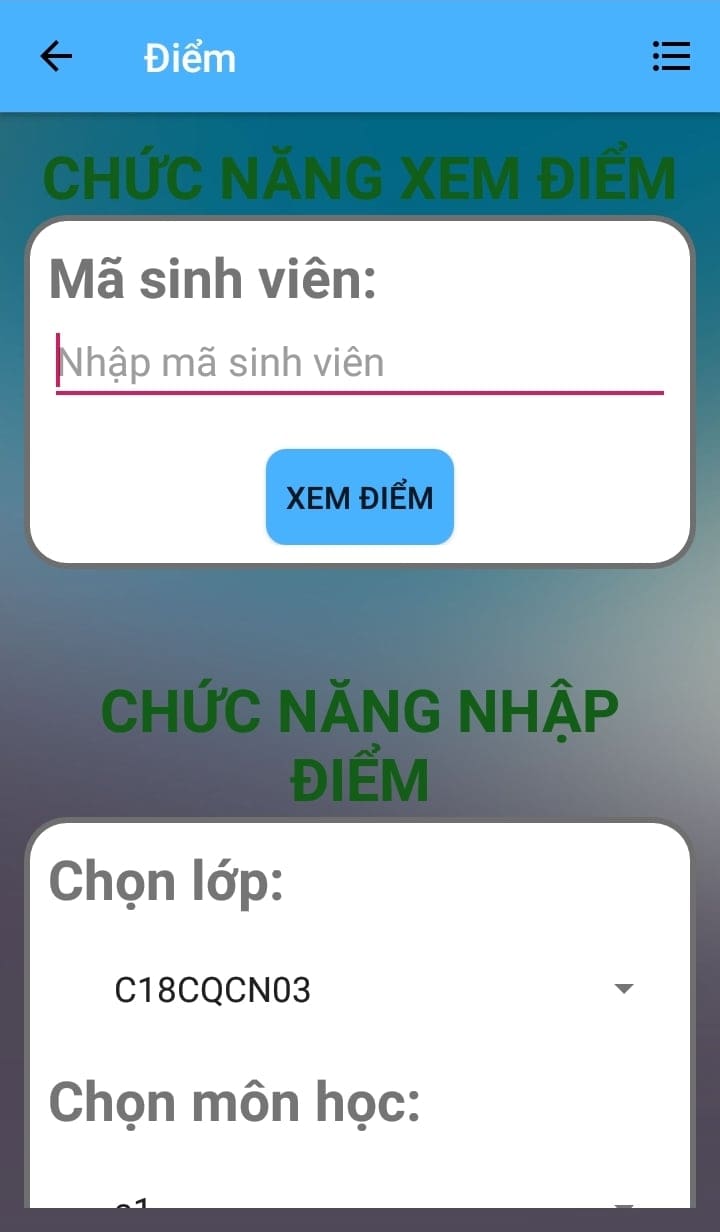 Điểm
CHỨC NĂNG XEM ĐIỂM
Mã sinh viên:
Nhập mã sinh viên
XEM ĐIỂM
CHỨC NĂNG NHẬP
ĐIỂM
Chọn lớp:
C18CQCN03
Chọn môn học: